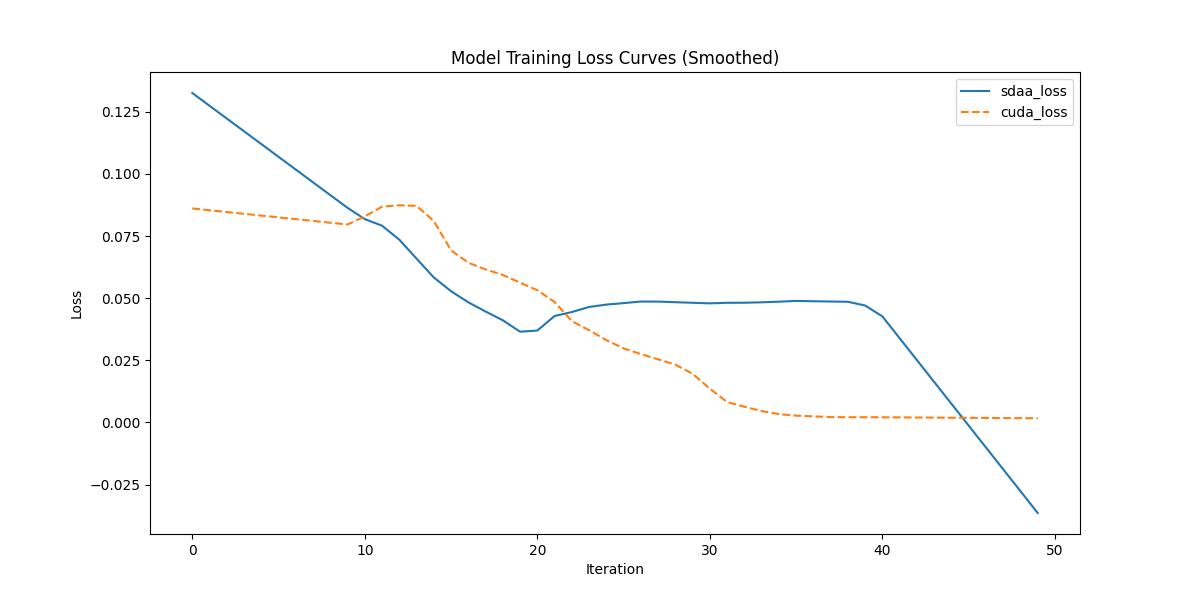 Model Training Loss Curves (Smoothed)
sdaa_loss
cuda_loss
Loss
0.125
0.100
0.075
0.050
0.025
0.000
−0.025
0 10 20 30 40 50
Iteration